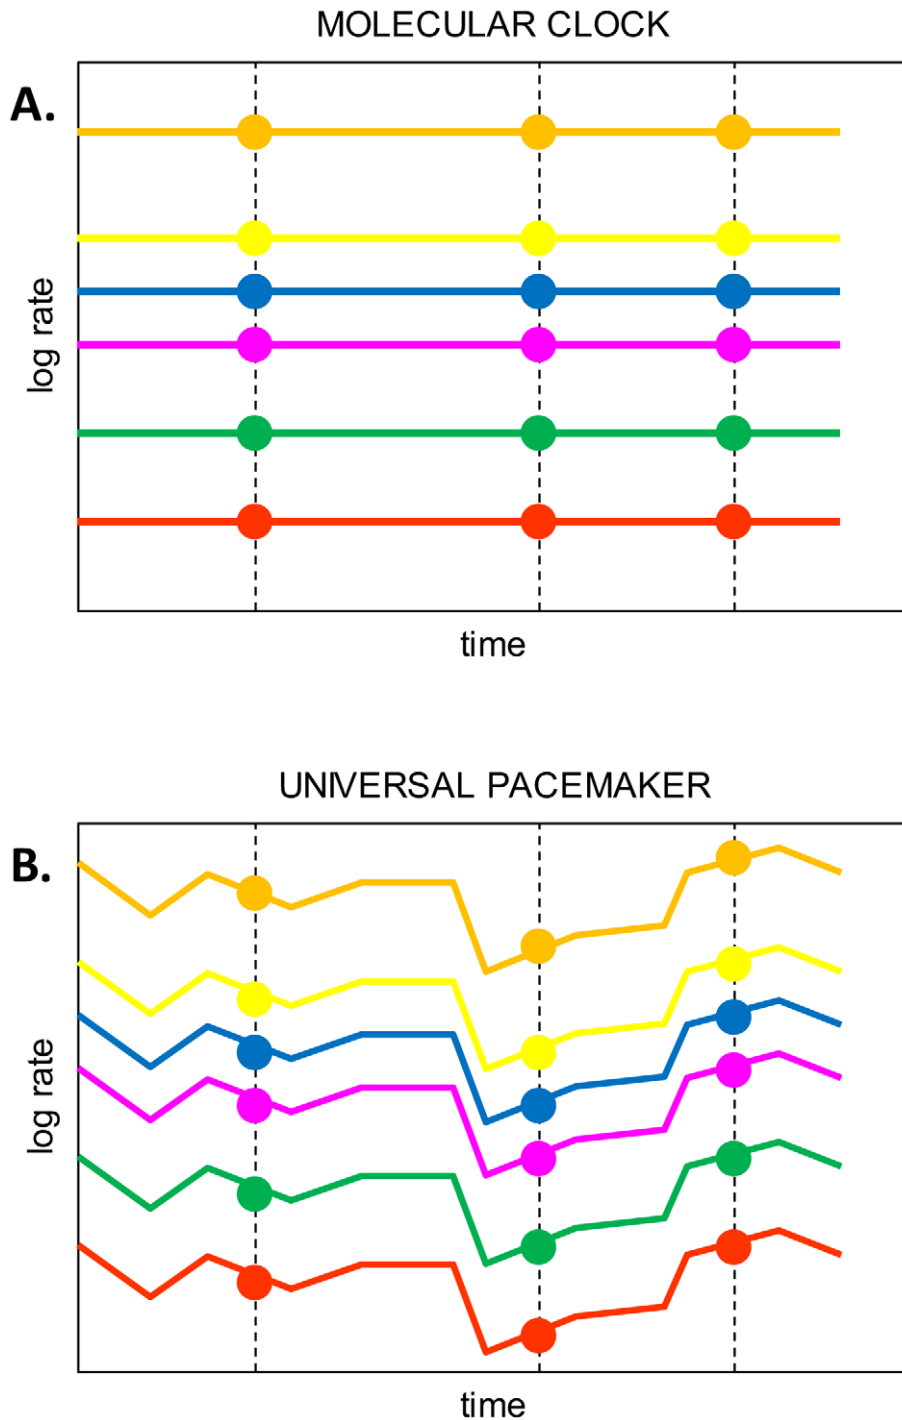 MOLECULAR CLOCK
A.
log rate
time
UNIVERSAL PACEMAKER
B.
log rate
time